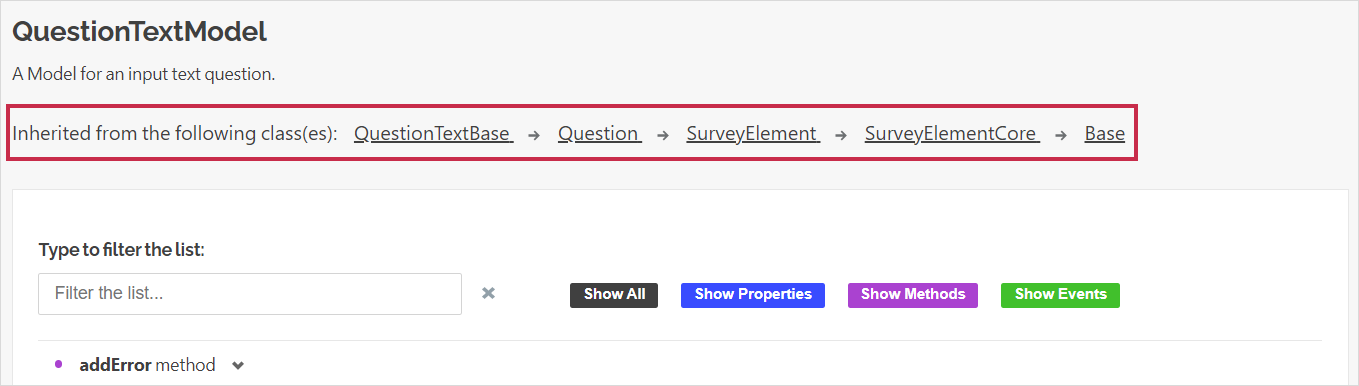 QuestionTextModel
A Model for an input text question.
Inherited from the following class(es): QuestionTextBase → Question → SurveyElement → SurveyElementCore → Base
Type to filter the list:
Filter the list... × Show All Show Properties Show Methods Show Events
• addError method